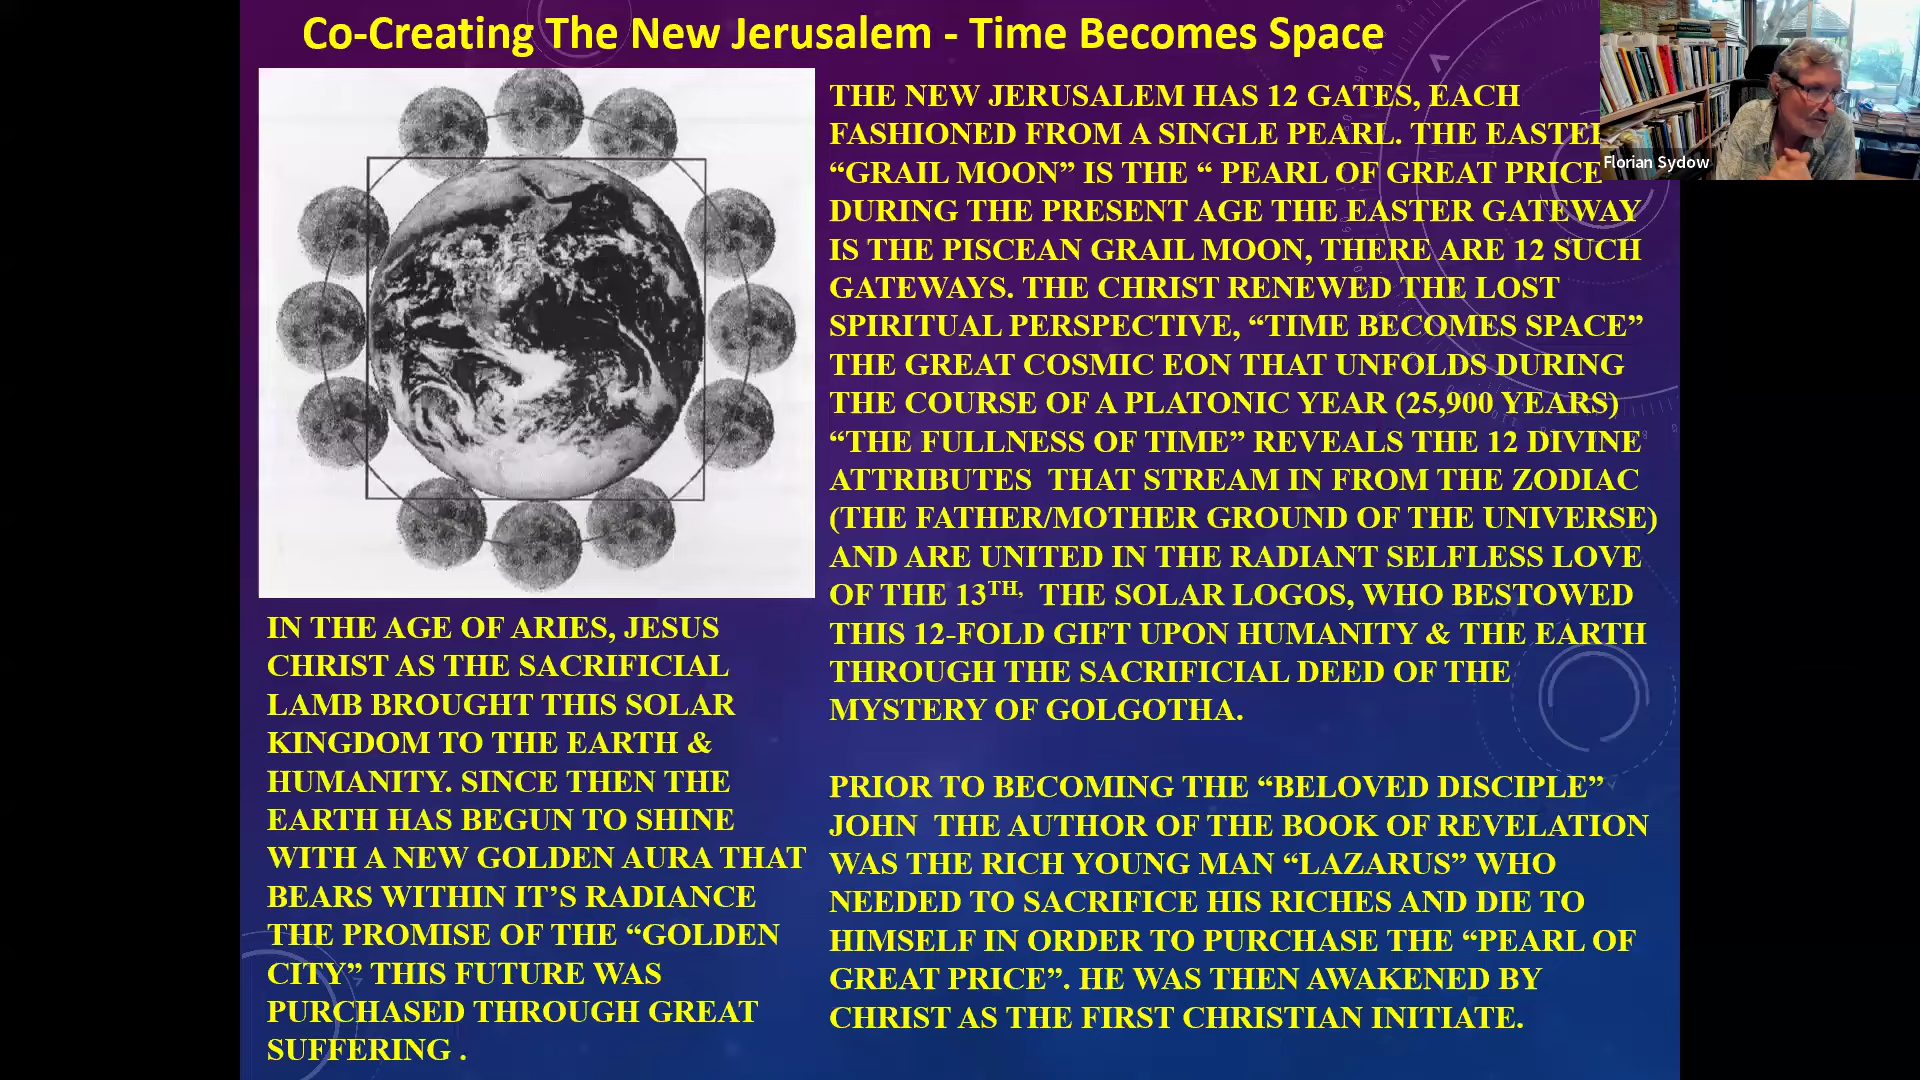 Co-Creating The New Jerusalem - Time Becomes Space
THE NEW JERUSALEM HAS 12 GATES, EACH
FASHIONED FROM A SINGLE PEARL. THE
“GRAIL MOON” IS THE “ PEARL OF GREAT PRICE
DURING THE PRESENT AGE THE EASTER GATEWAY
IS THE PISCEAN GRAIL MOON, THERE ARE 12 SUCH
GATEWAYS. THE CHRIST RENEWED THE LOST
SPIRITUAL PERSPECTIVE, “TIME BECOMES SPACE”
THE GREAT COSMIC EON THAT UNFOLDS DURING
THE COURSE OF A PLATONIC YEAR (25,900 YEARS)
“THE FULLNESS OF TIME” REVEALS THE 12 DIVINE
ATTRIBUTES THAT STREAM IN FROM THE ZODIAC
(THE FATHER/MOTHER GROUND OF THE UNIVERSE)
AND ARE UNITED IN THE RADIANT SELFLESS LOVE
OF THE 13TH, THE SOLAR LOGOS, WHO BESTOWED
THIS 12-FOLD GIFT UPON HUMANITY & THE EARTH
THROUGH THE SACRIFICIAL DEED OF THE
MYSTERY OF GOLGOTHA.
PRIOR TO BECOMING THE “BELOVED DISCIPLE”
JOHN THE AUTHOR OF THE BOOK OF REVELATION
WAS THE RICH YOUNG MAN “LAZARUS” WHO
NEEDED TO SACRIFICE HIS RICHES AND DIE TO
HIMSELF IN ORDER TO PURCHASE THE “PEARL OF
GREAT PRICE”. HE WAS THEN AWAKENED BY
CHRIST AS THE FIRST CHRISTIAN INITIATE.
IN THE AGE OF ARIES, JESUS
CHRIST AS THE SACRIFICIAL
LAMB BROUGHT THIS SOLAR
KINGDOM TO THE EARTH &
HUMANITY. SINCE THEN THE
EARTH HAS BEGUN TO SHINE
WITH A NEW GOLDEN AURA THAT
BEARS WITHIN IT’S RADIANCE
THE PROMISE OF THE “GOLDEN
CITY” THIS FUTURE WAS
PURCHASED THROUGH GREAT
SUFFERING .
Florian Sydow